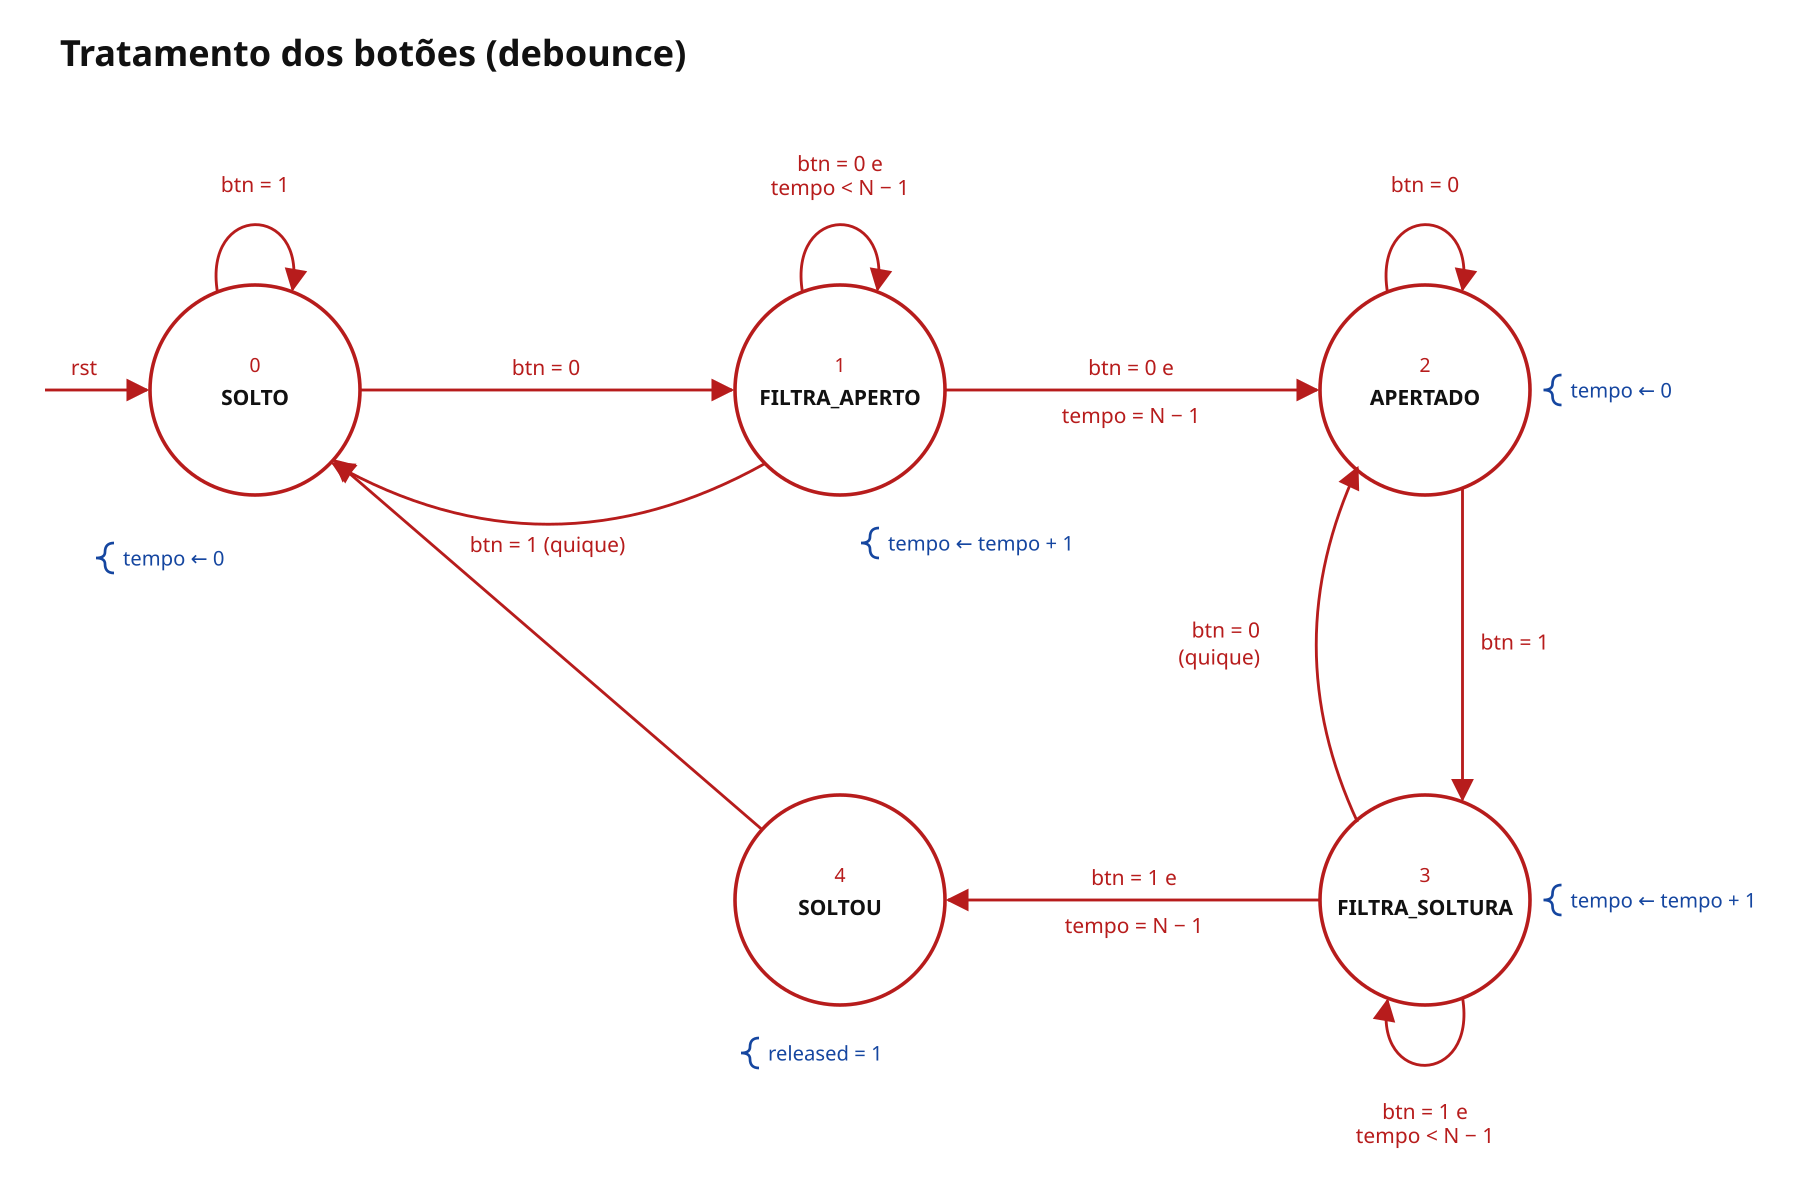 Tratamento dos botões (debounce)
btn = 1
btn = 0 e
tempo < N − 1
btn = 0
rst
0
SOLTO
btn = 0
1
FILTRA_APERTO
btn = 0 e
tempo = N − 1
2
APERTADO
tempo ← 0
tempo ← 0
btn = 1 (quique)
tempo ← tempo + 1
btn = 0
(quique)
btn = 1
4
SOLTOU
btn = 1 e
tempo = N − 1
3
FILTRA_SOLTURA
tempo ← tempo + 1
released = 1
btn = 1 e
tempo < N − 1